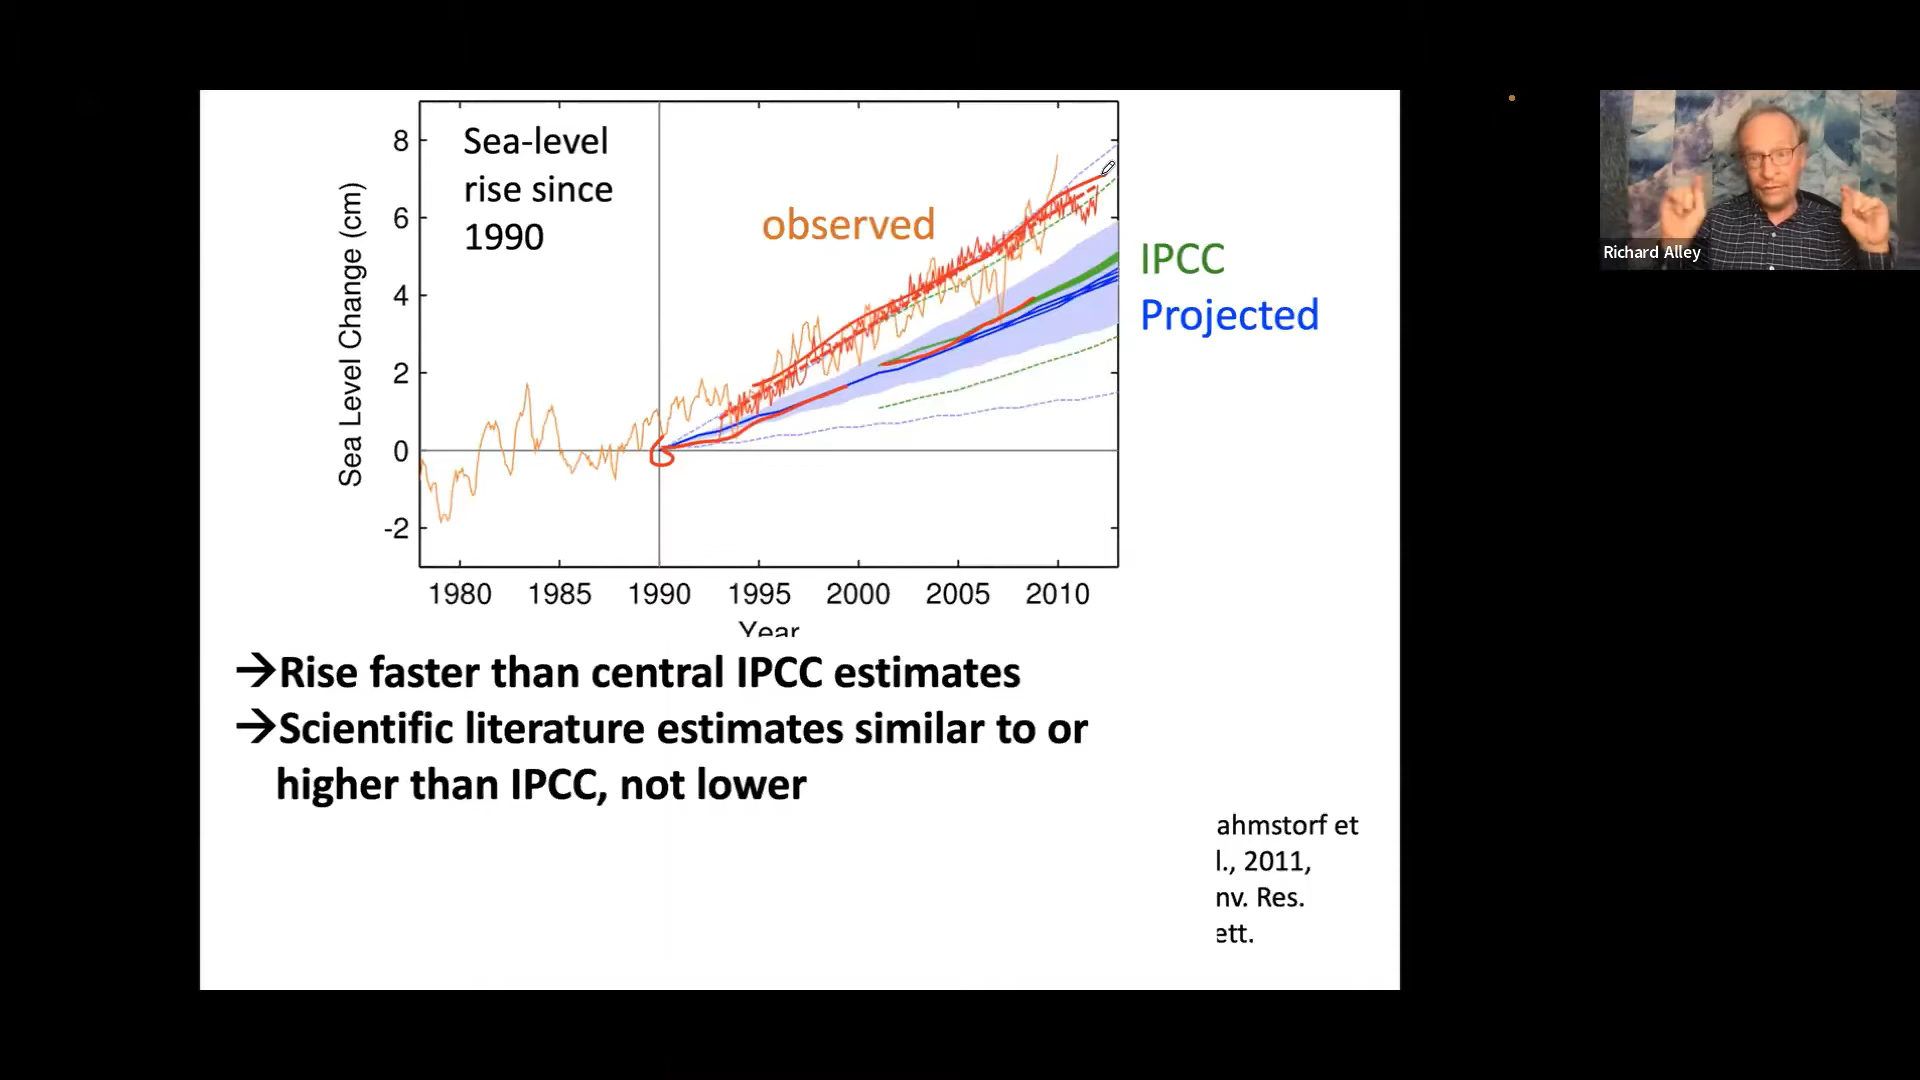 Sea-level
rise since
1990
observed
IPCC
Projected
Sea Level Change (cm)
8
6
4
2
0
-2
1980 1985 1990 1995 2000 2005 2010
Year
→Rise faster than central IPCC estimates
→Scientific literature estimates similar to or
higher than IPCC, not lower
ahmstorf et
l., 2011,
nv. Res.
ett.
Richard Alley